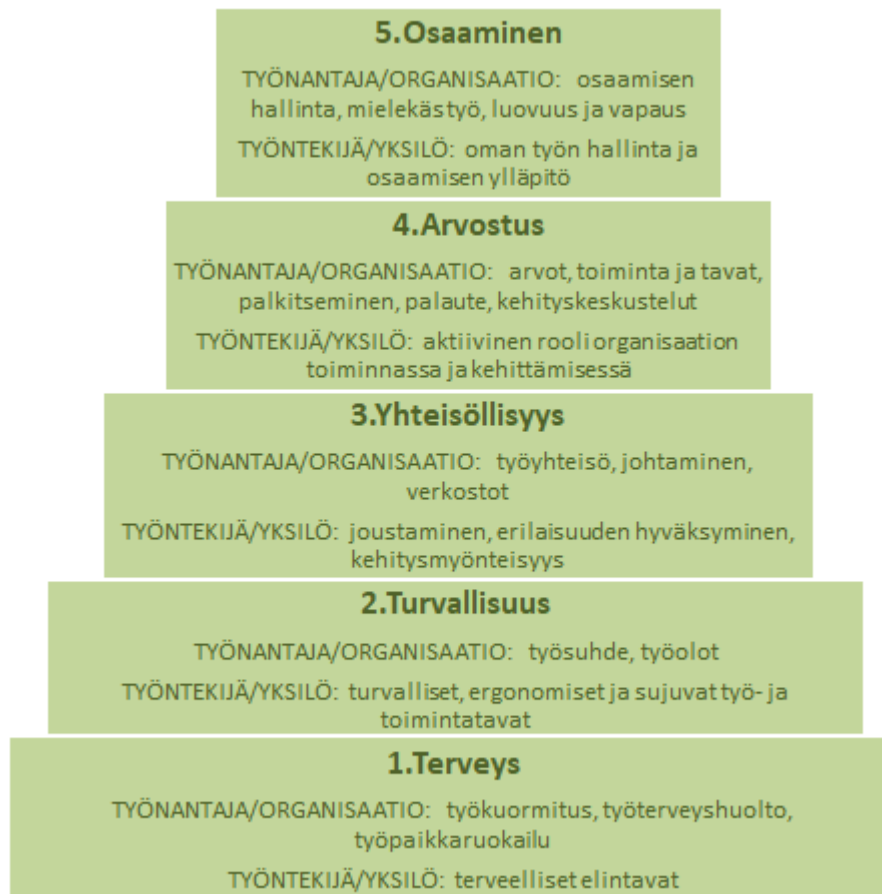 5.Osaaminen
TYÖNANTAJA/ORGANISAATIO: osaamisen
hallinta, mielekäs työ, luovuus ja vapaus
TYÖNTEKIJÄ/YKSILÖ: oman työn hallinta ja
osaamisen ylläpitö
4.Arvostus
TYÖNANTAJA/ORGANISAATIO: arvot, toiminta ja tavat,
palkitseminen, palaute, kehityskeskustelut
TYÖNTEKIJÄ/YKSILÖ: aktiivinen rooli organisaation
toiminnassa ja kehittämisessä
3.Yhteisöllisyys
TYÖNANTAJA/ORGANISAATIO: työyhteisö, johtaminen,
verkostot
TYÖNTEKIJÄ/YKSILÖ: joustaminen, erilaisuuden hyväksyminen,
kehitysmyönteisyys
2.Turvallisuus
TYÖNANTAJA/ORGANISAATIO: työsuhde, työolot
TYÖNTEKIJÄ/YKSILÖ: turvalliset, ergonomiset ja sujuvat työ- ja
toimintatavat
1.Terveys
TYÖNANTAJA/ORGANISAATIO: työkuormitus, työterveyshuolto,
työpaikkaruokailu
TYÖNTEKIJÄ/YKSILÖ: terveelliset elintavat